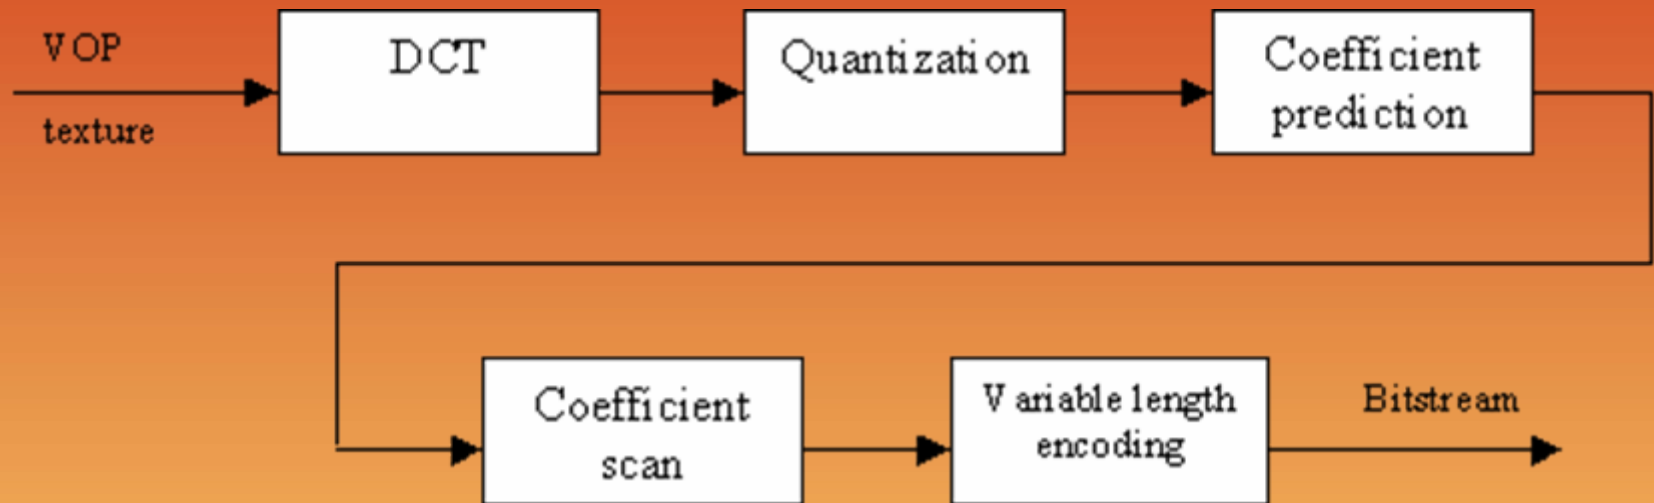 VOP
texture
DCT
Quantization
Coefficient
prediction
Coefficient
scan
Variable length
encoding
Bitstream